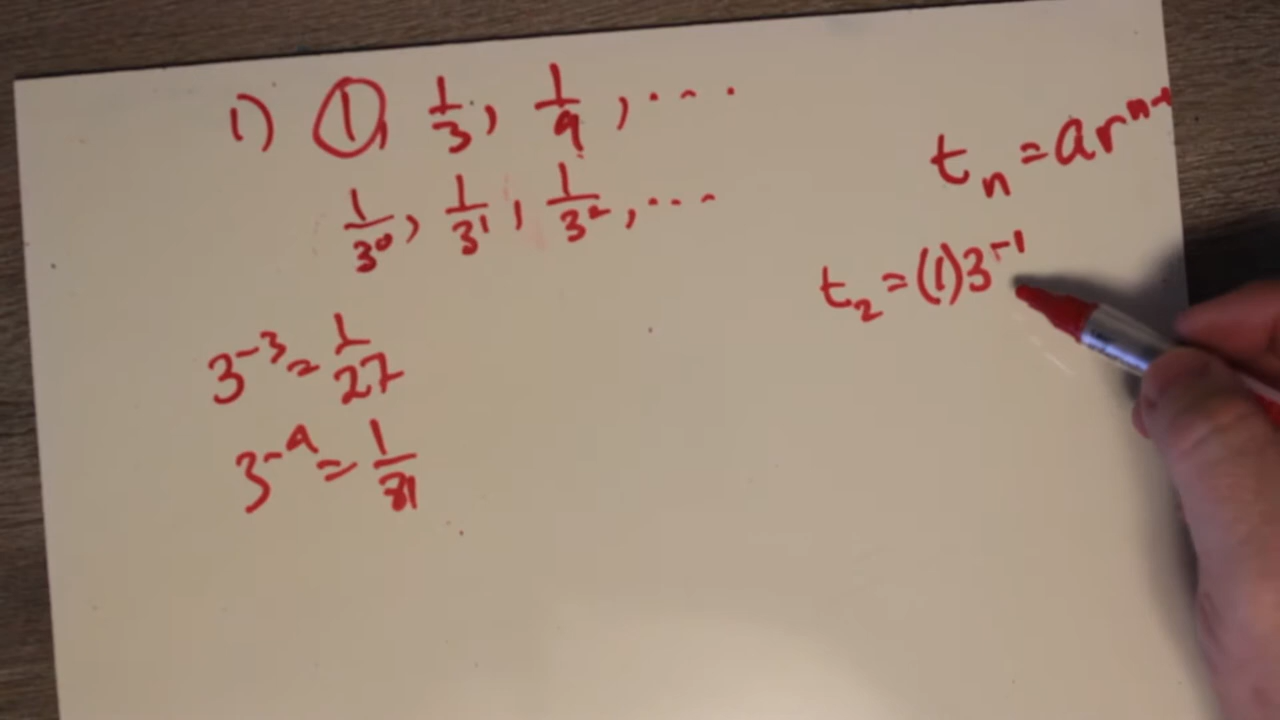 1) 1, 1/3, 1/9, ...
1/3⁰, 1/3¹, 1/3², ...
3⁻³ = 1/27
3⁻⁴ = 1/81
tₙ = arⁿ⁻¹
t₂ = (1)3⁻¹